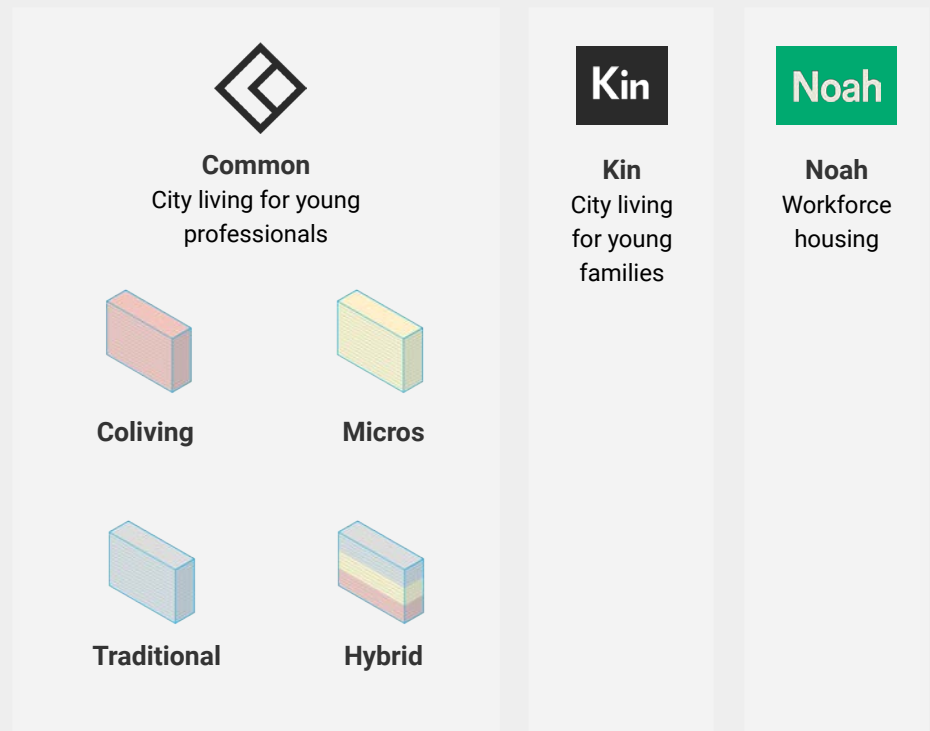 Common
City living for young
professionals
Coliving
Micros
Traditional
Hybrid
Kin
Kin
City living
for young
families
Noah
Noah
Workforce
housing